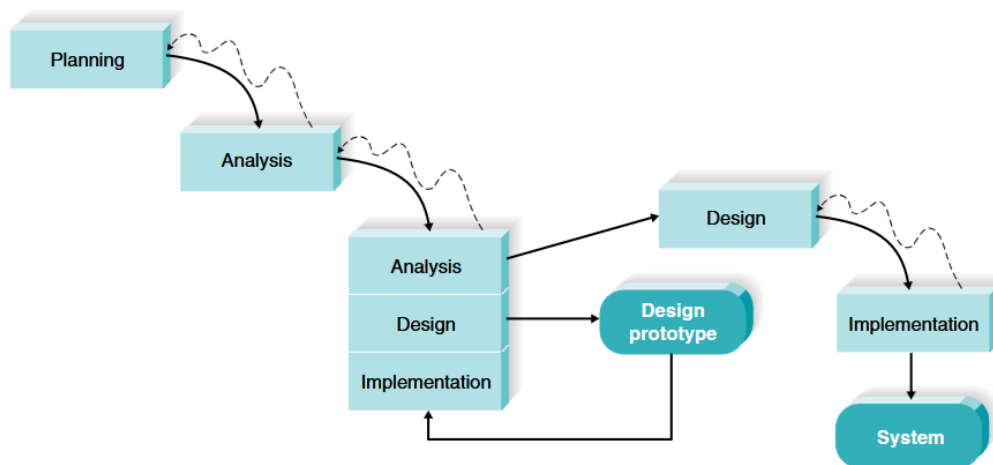 Planning
Analysis
Analysis
Design
Implementation
Design
Design
prototype
Implementation
System